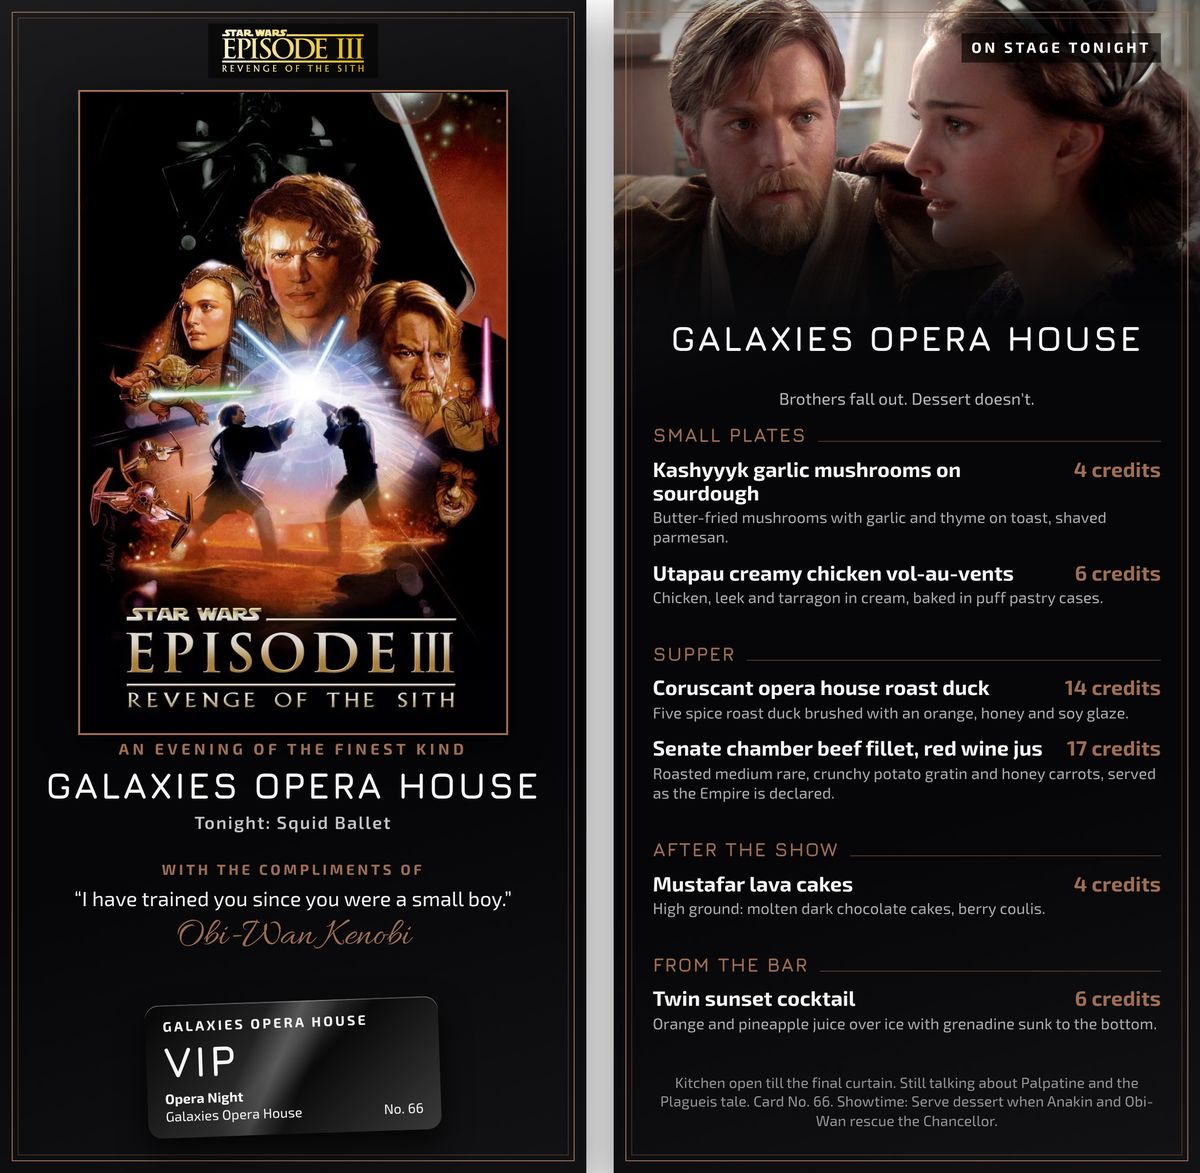 STAR WARS
EPISODE III
REVENGE OF THE SITH
STAR WARS
EPISODE III
REVENGE OF THE SITH
AN EVENING OF THE FINEST KIND
GALAXIES OPERA HOUSE
Tonight: Squid Ballet
WITH THE COMPLIMENTS OF
“I have trained you since you were a small boy.”
Obi-Wan Kenobi
GALAXIES OPERA HOUSE
VIP
Opera Night
Galaxies Opera House
No. 66
ON STAGE TONIGHT
GALAXIES OPERA HOUSE
Brothers fall out. Dessert doesn't.
SMALL PLATES
Kashyyyk garlic mushrooms on 4 credits
sourdough
Butter-fried mushrooms with garlic and thyme on toast, shaved
parmesan.
Utapau creamy chicken vol-au-vents 6 credits
Chicken, leek and tarragon in cream, baked in puff pastry cases.
SUPPER
Coruscant opera house roast duck 14 credits
Five spice roast duck brushed with an orange, honey and soy glaze.
Senate chamber beef fillet, red wine jus 17 credits
Roasted medium rare, crunchy potato gratin and honey carrots, served
as the Empire is declared.
AFTER THE SHOW
Mustafar lava cakes 4 credits
High ground: molten dark chocolate cakes, berry coulis.
FROM THE BAR
Twin sunset cocktail 6 credits
Orange and pineapple juice over ice with grenadine sunk to the bottom.
Kitchen open till the final curtain. Still talking about Palpatine and the
Plagueis tale. Card No. 66. Showtime: Serve dessert when Anakin and Obi-
Wan rescue the Chancellor.